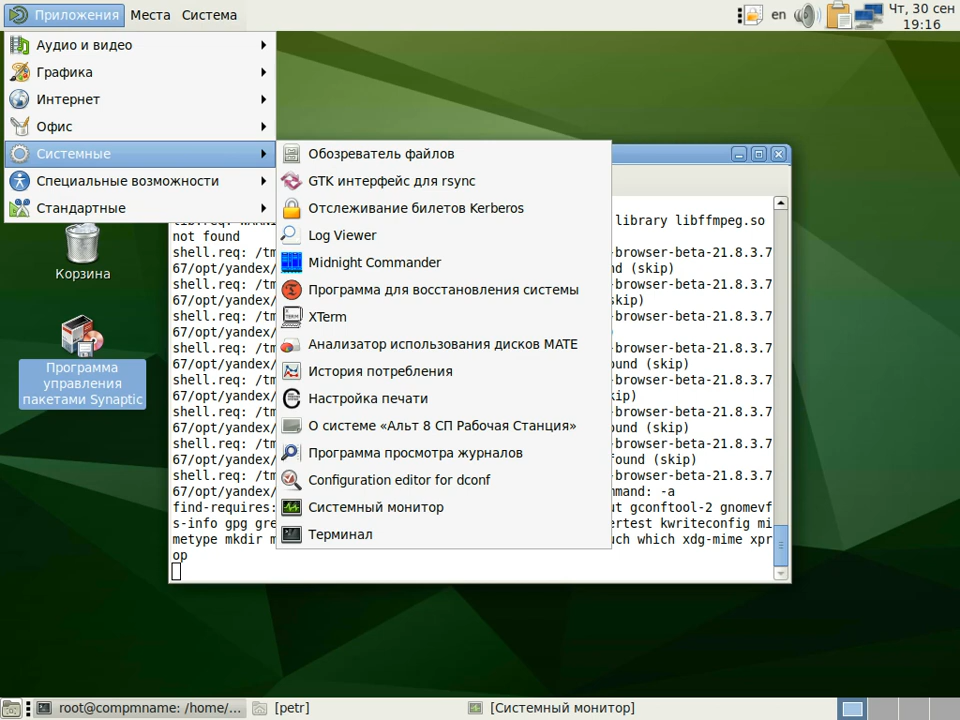 Приложения Места Система
en
Чт, 30 сен
19:16
Аудио и видео
Графика
Интернет
Офис
Системные
Специальные возможности
Стандартные
Обозреватель файлов
GTK интерфейс для rsync
Отслеживание билетов Kerberos
Log Viewer
Midnight Commander
Программа для восстановления системы
XTerm
Анализатор использования дисков MATE
История потребления
Настройка печати
О системе «Альт 8 СП Рабочая Станция»
Программа просмотра журналов
Configuration editor for dconf
Системный монитор
Терминал
Корзина
Программа
управления
пакетами Synaptic
library libffmpeg.so
not found
shell.req: /tm -browser-beta-21.8.3.7
67/opt/yandex/ nd (skip)
shell.req: /tm -browser-beta-21.8.3.7
67/opt/yandex/ skip)
shell.req: /tm -browser-beta-21.8.3.7
67/opt/yandex/
shell.req: /tm -browser-beta-21.8.3.7
67/opt/yandex/ ound (skip)
shell.req: /tm -browser-beta-21.8.3.7
67/opt/yandex/ kip)
shell.req: /tm -browser-beta-21.8.3.7
67/opt/yandex/ ound (skip)
shell.req: /tm -browser-beta-21.8.3.7
67/opt/yandex/ found (skip)
shell.req: /tm -browser-beta-21.8.3.7
67/opt/yandex/ mmand: -a
find-requires: ut gconftool-2 gnomevf
s-info gpg gre ertest kwriteconfig mi
metype mkdir m uch which xdg-mime xpr
op
root@compmname: /home/...
[petr]
[Системный монитор]